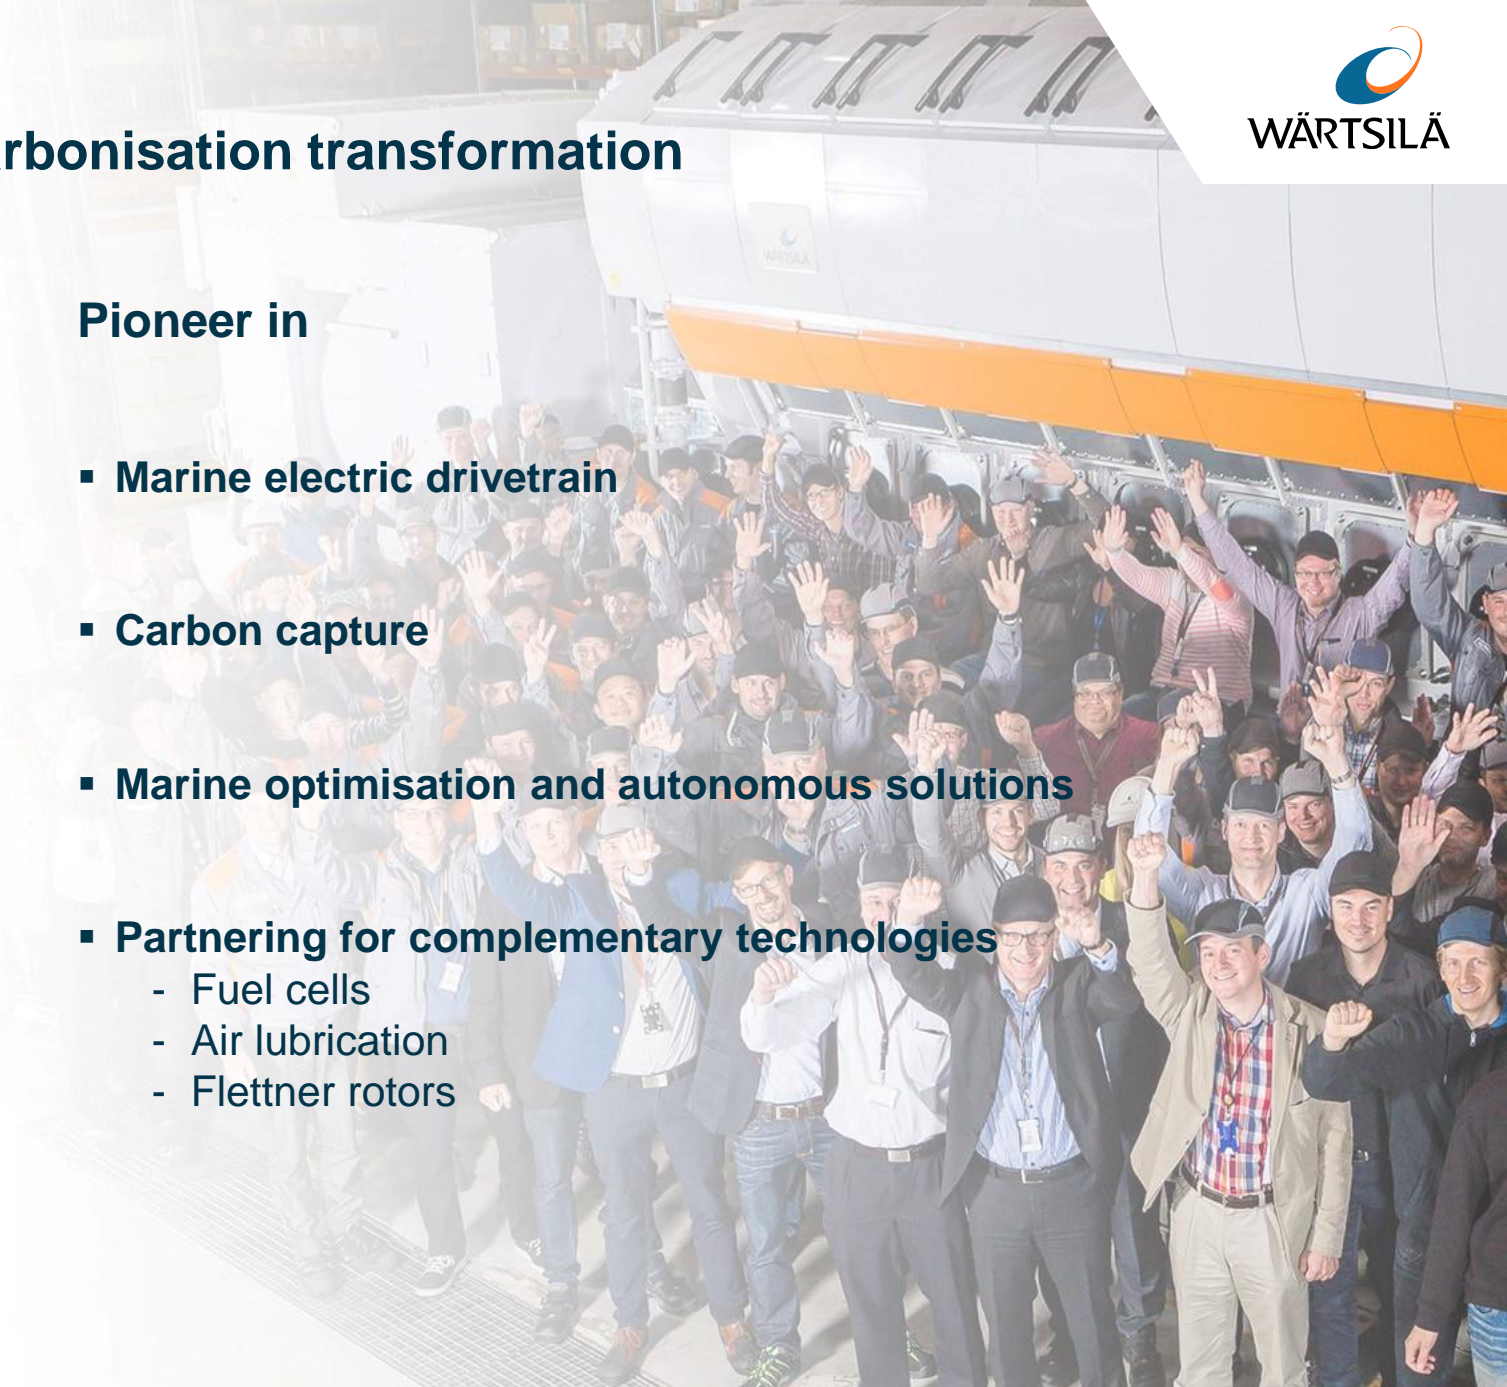 WÄRTSILÄ
rbonisation transformation
WÄRTSILÄ
Pioneer in
▪ Marine electric drivetrain
▪ Carbon capture
▪ Marine optimisation and autonomous solutions
▪ Partnering for complementary technologies
- Fuel cells
- Air lubrication
- Flettner rotors